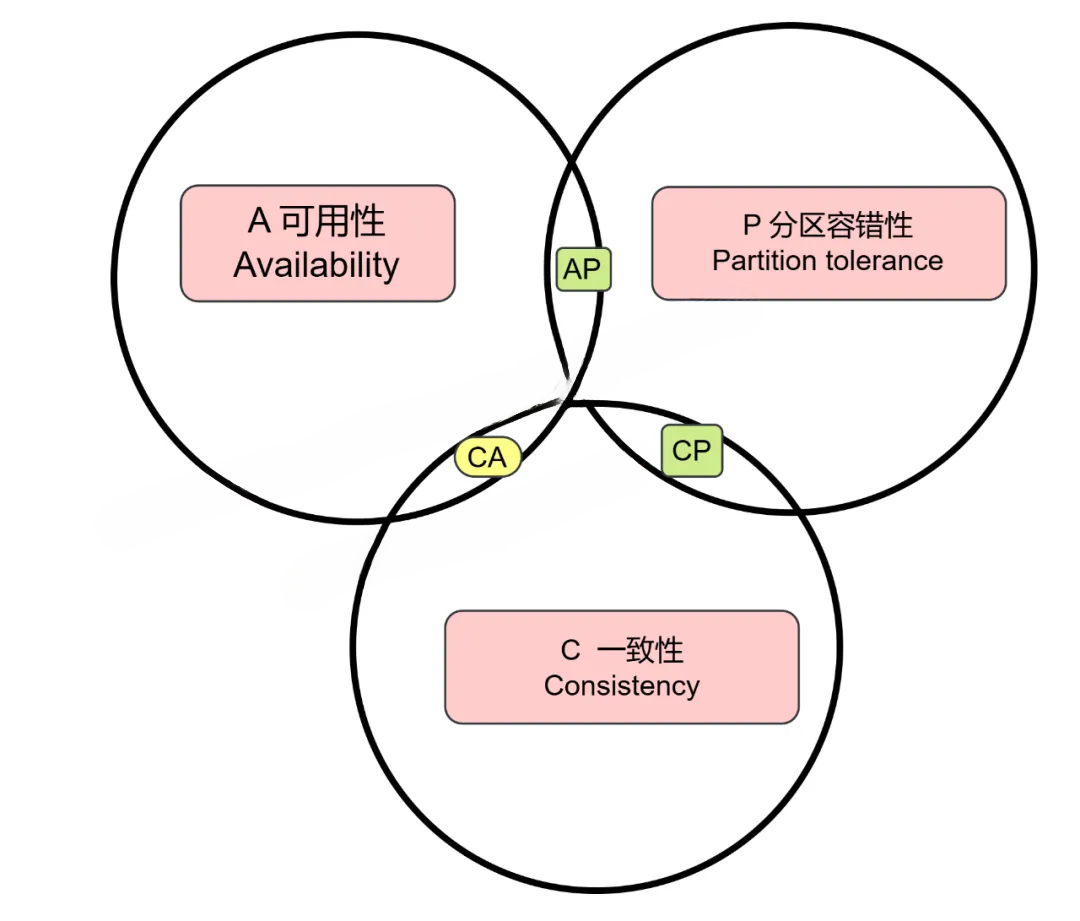 A 可用性
Availability
P 分区容错性
Partition tolerance
AP
CA
CP
C 一致性
Consistency